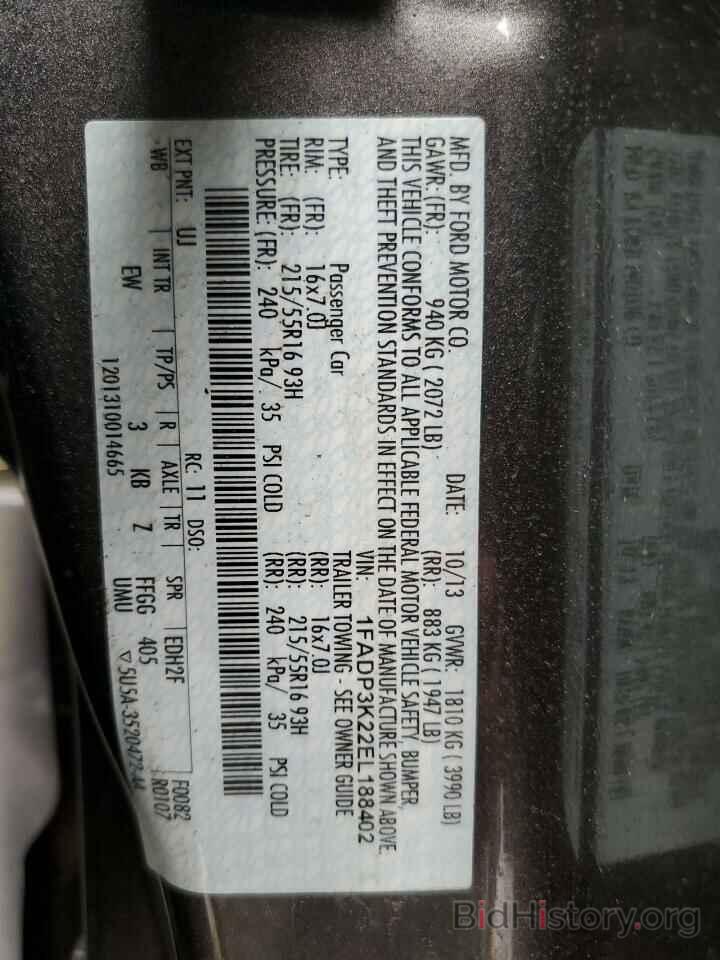 MFD. BY FORD MOTOR CO. DATE: 10/13 GVWR: 1810 KG ( 3990 LB)
GAWR: (FR): 940 KG ( 2072 LB) (RR): 883 KG ( 1947 LB)
THIS VEHICLE CONFORMS TO ALL APPLICABLE FEDERAL MOTOR VEHICLE SAFETY, BUMPER,
AND THEFT PREVENTION STANDARDS IN EFFECT ON THE DATE OF MANUFACTURE SHOWN ABOVE.
VIN: 1FADP3K22EL188402
TYPE: Passenger Car TRAILER TOWING - SEE OWNER GUIDE
RIM: (FR): 16x7.0J (RR): 16x7.0J
TIRE: (FR): 215/55R16 93H (RR): 215/55R16 93H
PRESSURE: (FR): 240 kPa/ 35 PSI COLD (RR): 240 kPa/ 35 PSI COLD
EXT PNT: UJ RC: 11 DSO: F0082
WB INT TR TP/PS R AXLE TR SPR EDH2F R0107
EW 3 KB Z FFGG 405
1201310014665 UMU ▽5U5A-3520472-AA
BidHistory.org